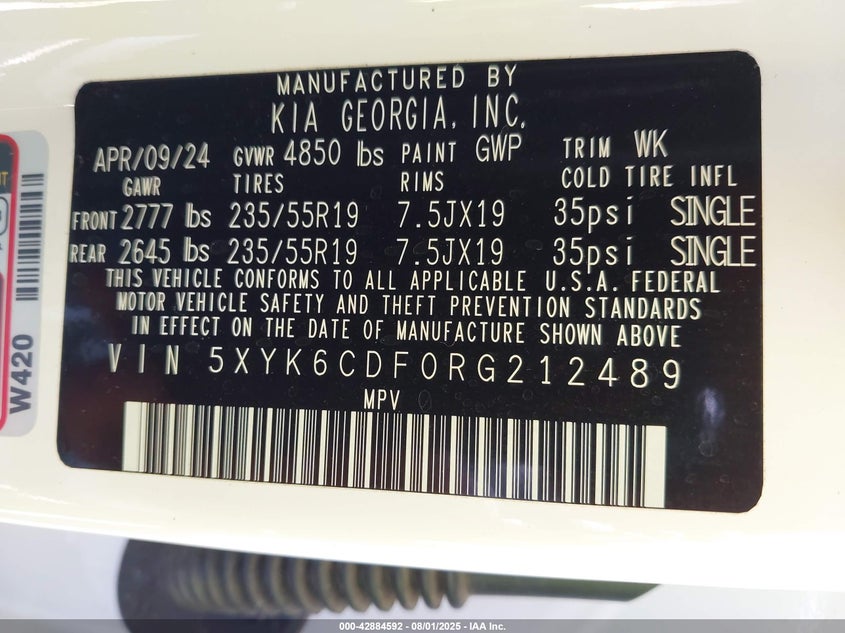 MANUFACTURED BY
KIA GEORGIA, INC.
APR/09/24 GVWR 4850 lbs PAINT GWP TRIM WK
GAWR TIRES RIMS COLD TIRE INFL
FRONT 2777 lbs 235/55R19 7.5JX19 35psi SINGLE
REAR 2645 lbs 235/55R19 7.5JX19 35psi SINGLE
THIS VEHICLE CONFORMS TO ALL APPLICABLE U.S.A. FEDERAL
MOTOR VEHICLE SAFETY AND THEFT PREVENTION STANDARDS
IN EFFECT ON THE DATE OF MANUFACTURE SHOWN ABOVE
VIN 5XYK6CDF0RG212489
MPV
W420
000-42884592 - 08/01/2025 - IAA Inc.